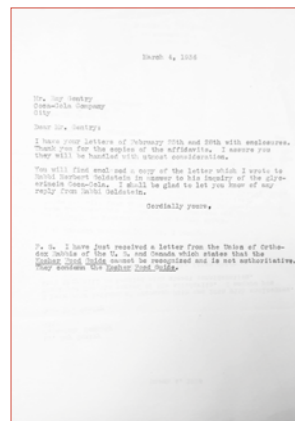 March 4, 1936
Mr. Roy Gentry
Coca-Cola Company
City
Dear Mr. Gentry:
I have your letters of February 25th and 29th with enclosures.
Thank you for the copies of the affidavits. I assure you
they will be handled with utmost consideration.
You will find enclosed a copy of the letter which I wrote to
Rabbi Herbert Goldstein in answer to his inquiry of the glyc-
erine in Coca-Cola. I shall be glad to let you know of any
reply from Rabbi Goldstein.
Cordially yours,
P. S. I have just received a letter from the Union of Ortho-
dox Rabbis of the U. S. and Canada which states that the
Kosher Food Guide cannot be recognized and is not authoritative.
They condemn the Kosher Food Guide.